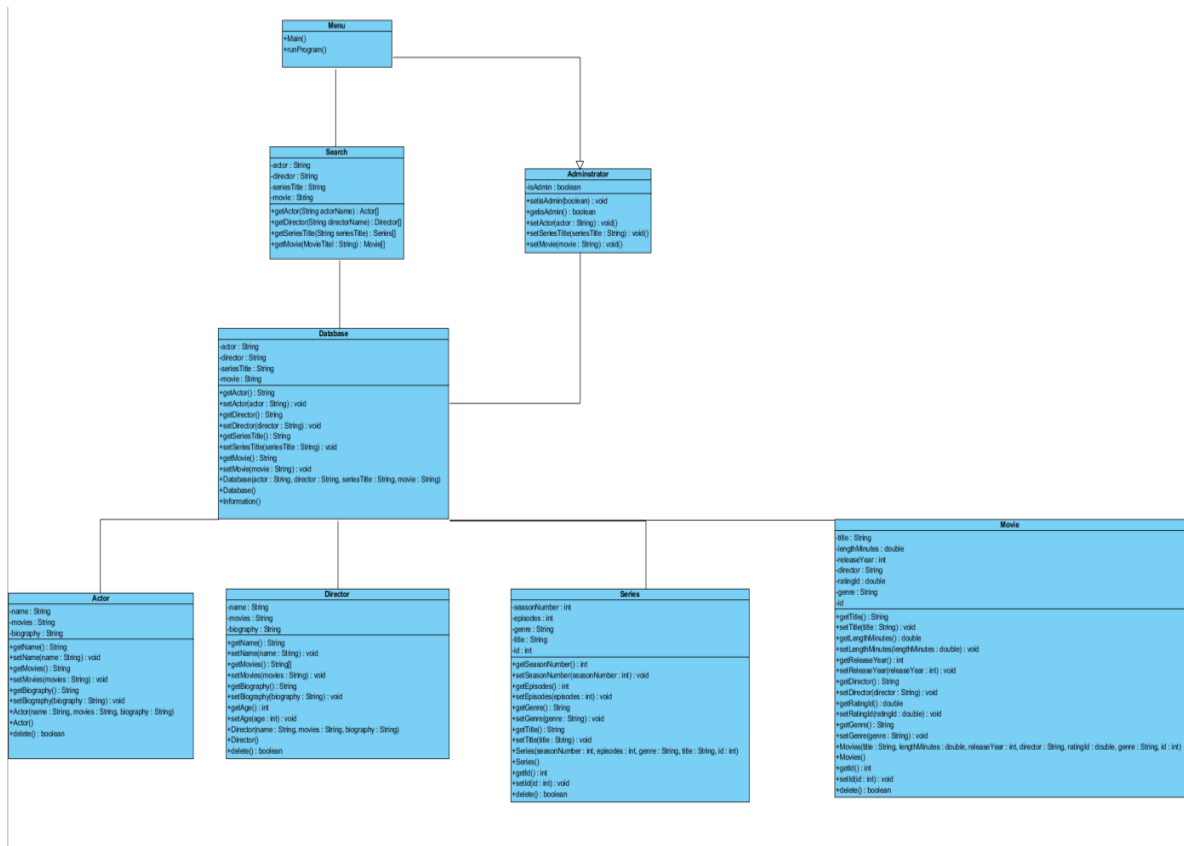 Menu
+Main()
+runProgram()
Search
-actor : String
-director : String
-seriesTitle : String
-movie : String
+getActor(String actorName) : Actor[]
+getDirector(String directorName) : Director[]
+getSeriesTitle(String seriesTitle) : Series[]
+getMovie(MovieTitel : String) : Movie[]
Adminstrator
-isAdmin : boolean
+setisAdmin(boolean) : void
+getisAdmin() : boolean
+setActor(actor : String) : void()
+setSeriesTitle(seriesTitle : String) : void()
+setMovie(movie : String) : void()
Database
-actor : String
-director : String
-seriesTitle : String
-movie : String
+getActor() : String
+setActor(actor : String) : void
+getDirector() : String
+setDirector(director : String) : void
+getSeriesTitle() : String
+setSeriesTitle(seriesTitle : String) : void
+getMovie() : String
+setMovie(movie : String) : void
+Database(actor : String, director : String, seriesTitle : String, movie : String)
+Database()
+Information()
Actor
-name : String
-movies : String
-biography : String
+getName() : String
+setName(name : String) : void
+getMovies() : String
+setMovies(movies : String) : void
+getBiography() : String
+setBiography(biography : String) : void
+Actor(name : String, movies : String, biography : String)
+Actor()
+delete() : boolean
Director
-name : String
-movies : String
-biography : String
+getName() : String
+setName(name : String) : void
+getMovies() : String[]
+setMovies(movies : String) : void
+getBiography() : String
+setBiography(biography : String) : void
+getAge() : int
+setAge(age : int) : void
+Director(name : String, movies : String, biography : String)
+Director()
+delete() : boolean
Series
-seasonNumber : int
-episodes : int
-genre : String
-title : String
-id : int
+getSeasonNumber() : int
+setSeasonNumber(seasonNumber : int) : void
+getEpisodes() : int
+setEpisodes(episodes : int) : void
+getGenre() : String
+setGenre(genre : String) : void
+getTitle() : String
+setTitle(title : String) : void
+Series(seasonNumber : int, episodes : int, genre : String, title : String, id : int)
+Series()
+getId() : int
+setId(id : int) : void
+delete() : boolean
Movie
-title : String
-lengthMinutes : double
-releaseYear : int
-director : String
-ratingId : double
-genre : String
-id
+getTitle() : String
+setTitle(title : String) : void
+getLengthMinutes() : double
+setLengthMinutes(lengthMinutes : double) : void
+getReleaseYear() : int
+setReleaseYear(releaseYear : int) : void
+getDirector() : String
+setDirector(director : String) : void
+getRatingId() : double
+setRatingId(ratingId : double) : void
+getGenre() : String
+setGenre(genre : String) : void
+Movies(title : String, lengthMinutes : double, releaseYear : int, director : String, ratingId : double, genre : String, id : int)
+Movies()
+getId() : int
+setId(id : int) : void
+delete() : boolean